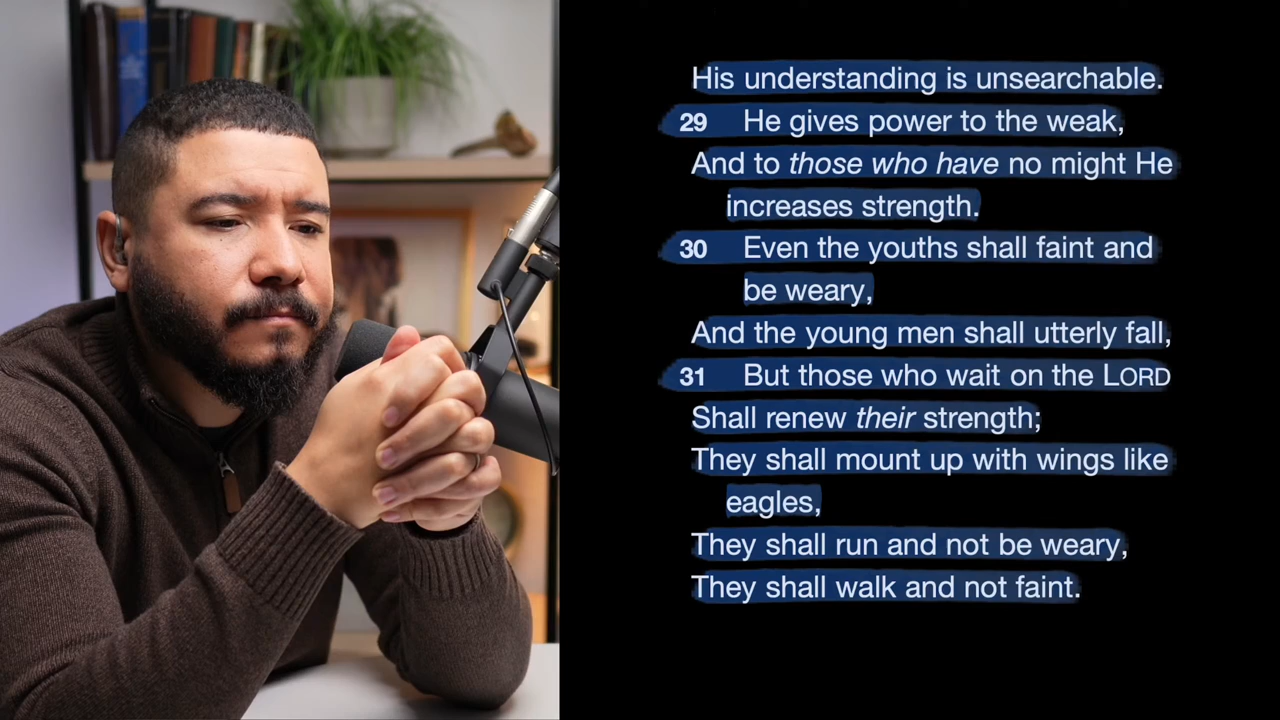 His understanding is unsearchable.
29 He gives power to the weak,
And to those who have no might He
increases strength.
30 Even the youths shall faint and
be weary,
And the young men shall utterly fall,
31 But those who wait on the LORD
Shall renew their strength;
They shall mount up with wings like
eagles,
They shall run and not be weary,
They shall walk and not faint.